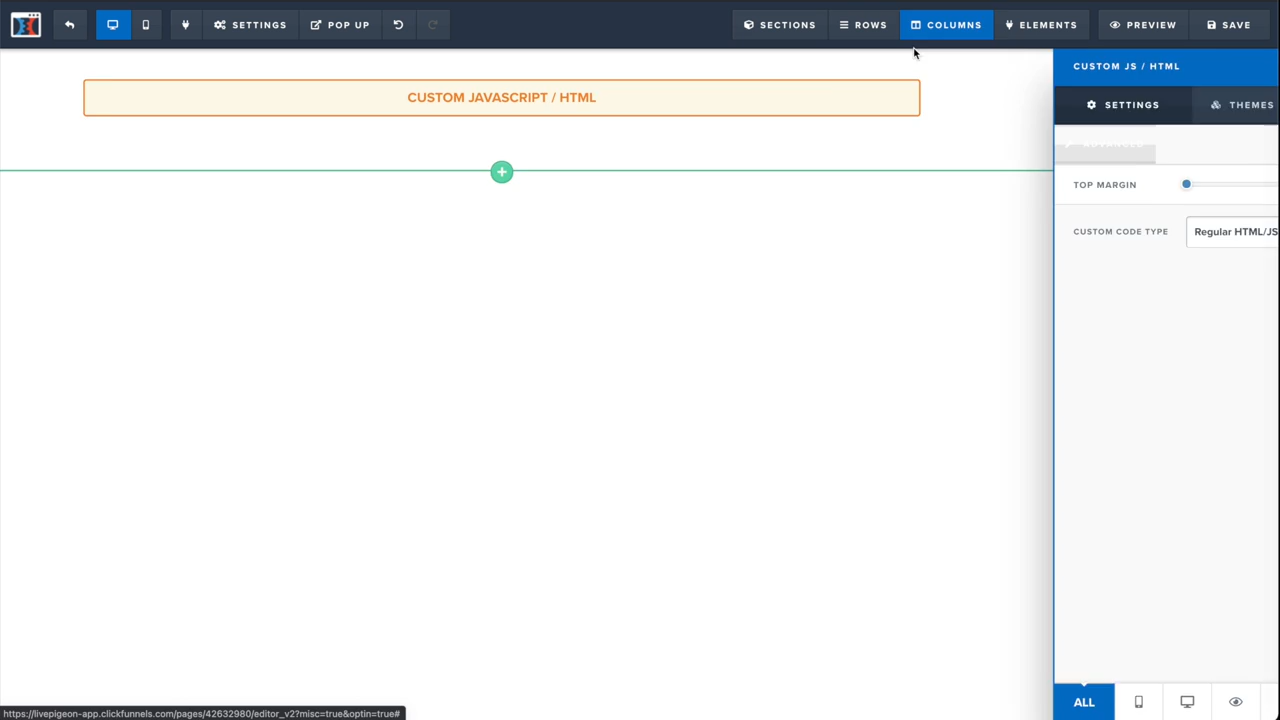 SETTINGS
POP UP
SECTIONS
ROWS
COLUMNS
ELEMENTS
PREVIEW
SAVE
CUSTOM JAVASCRIPT / HTML
CUSTOM JS / HTML
SETTINGS
THEMES
ADVANCED
TOP MARGIN
CUSTOM CODE TYPE
Regular HTML/JS
ALL
https://livepigeon-app.clickfunnels.com/pages/42632980/editor_v2?misc=true&optin=true#